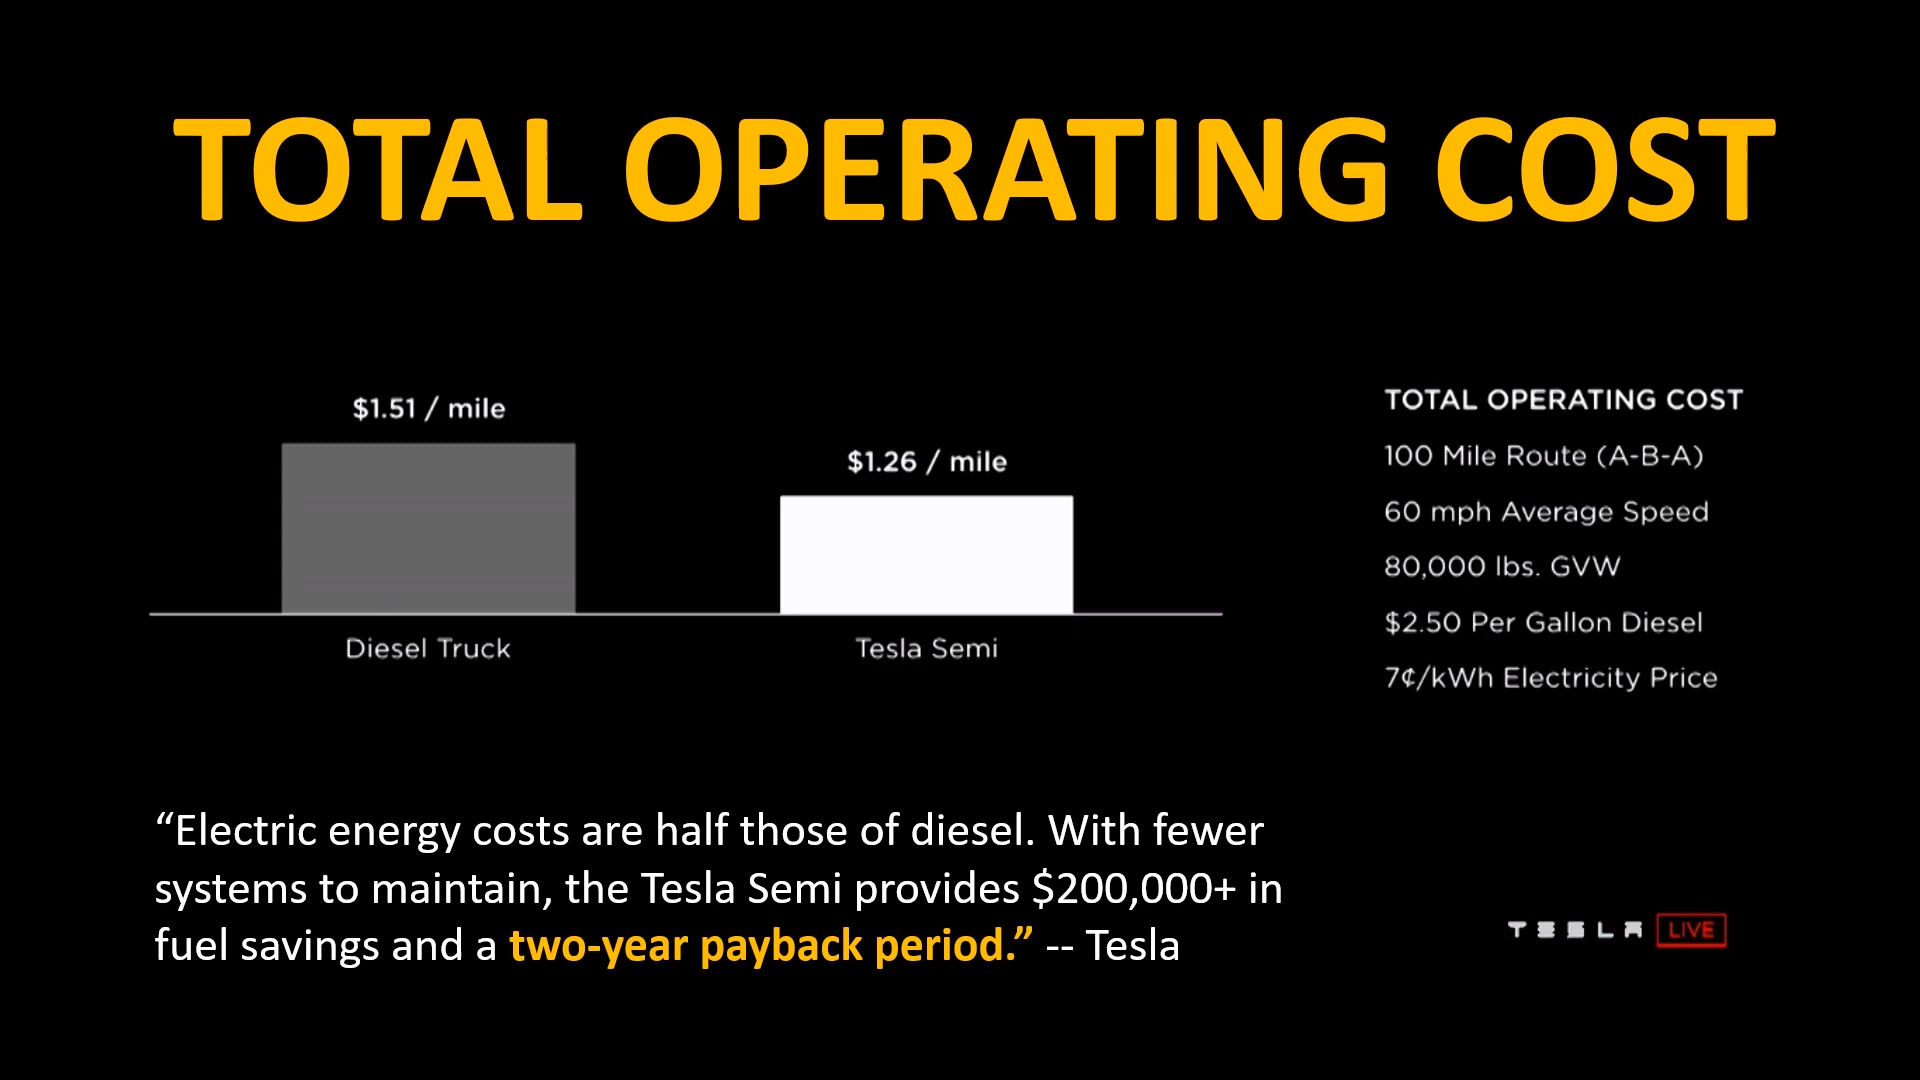 TOTAL OPERATING COST
$1.51 / mile
$1.26 / mile
Diesel Truck
Tesla Semi
TOTAL OPERATING COST
100 Mile Route (A-B-A)
60 mph Average Speed
80,000 lbs. GVW
$2.50 Per Gallon Diesel
7¢/kWh Electricity Price
“Electric energy costs are half those of diesel. With fewer
systems to maintain, the Tesla Semi provides $200,000+ in
fuel savings and a two-year payback period.” -- Tesla
TESLA LIVE